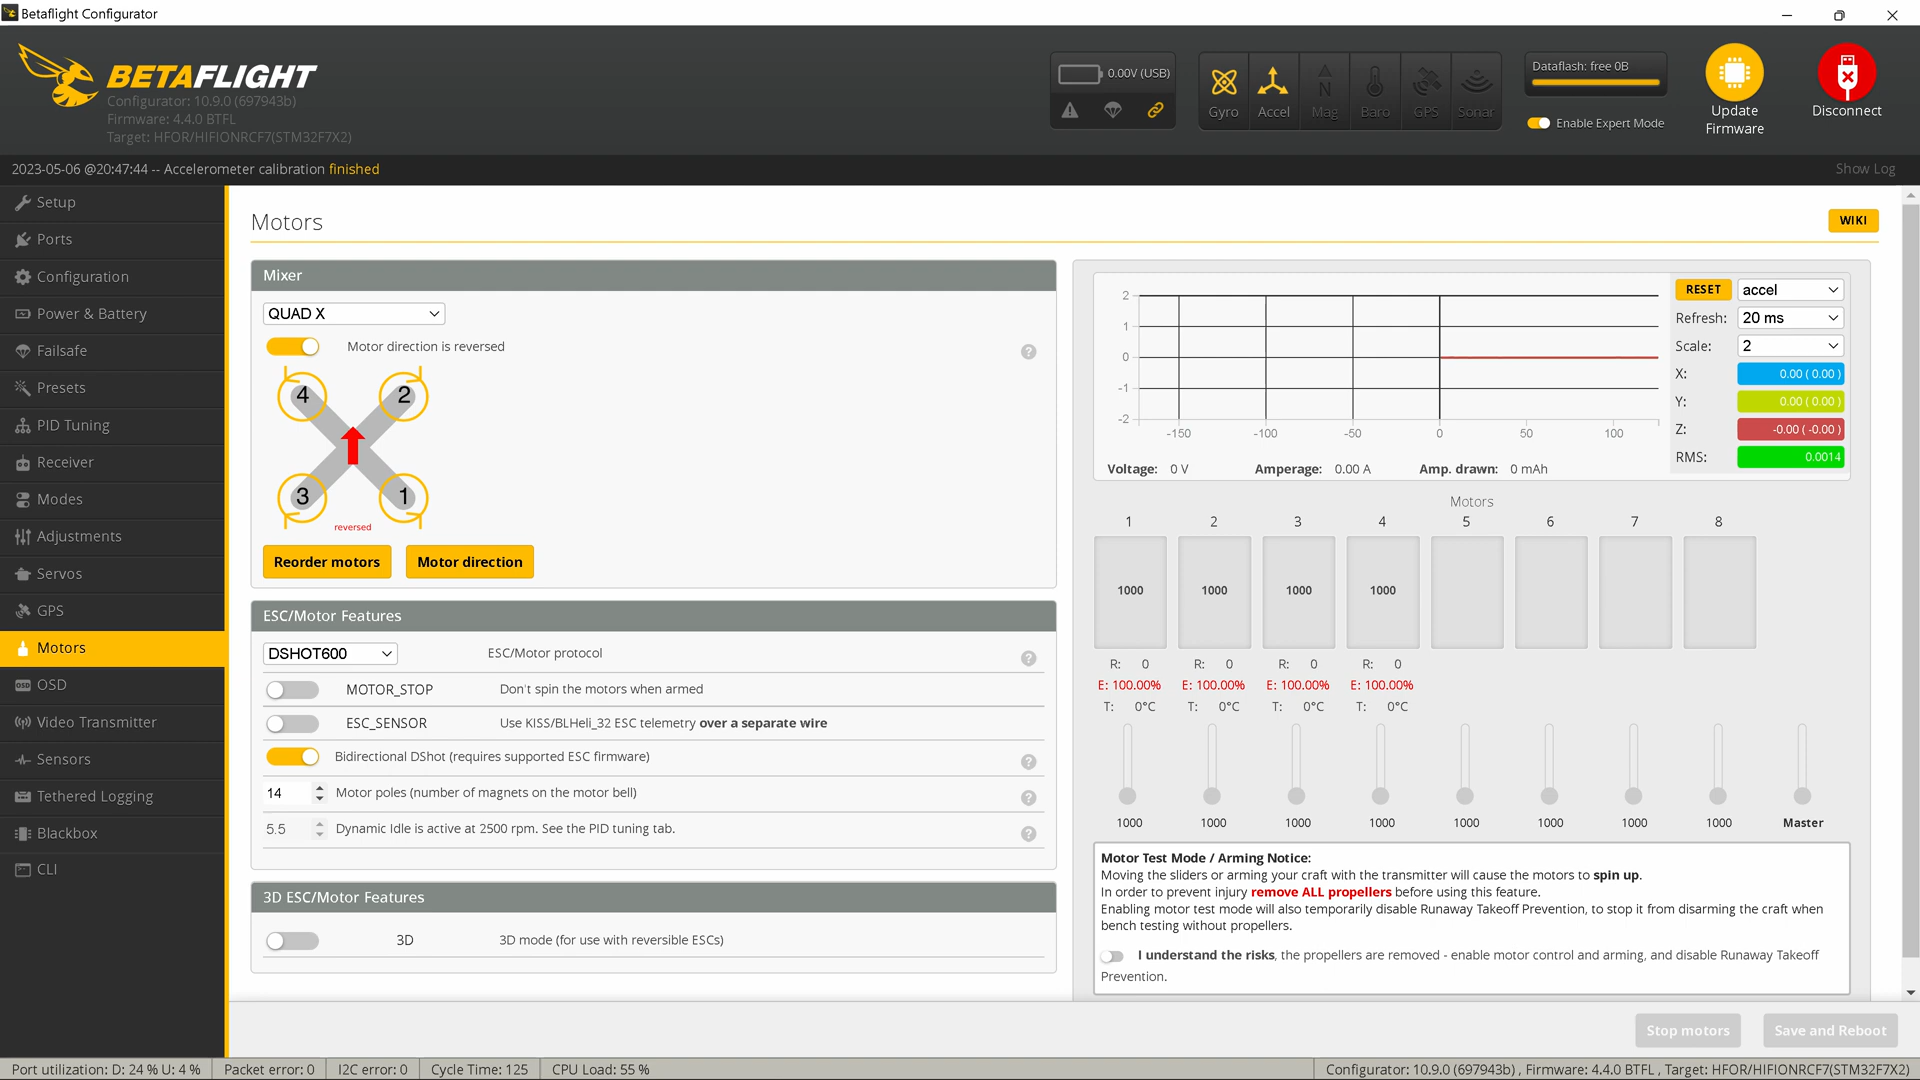 Betaflight Configurator
BETAFLIGHT
Configurator: 10.9.0 (697943b)
Firmware: 4.4.0 BTFL
Target: HFOR/HIFIONRCF7(STM32F7X2)
0.00V (USB)
Gyro
Accel
Mag
Baro
GPS
Sonar
Dataflash: free 0B
Enable Expert Mode
Update
Firmware
Disconnect
2023-05-06 @20:47:44 -- Accelerometer calibration finished
Show Log
Setup
Ports
Configuration
Power & Battery
Failsafe
Presets
PID Tuning
Receiver
Modes
Adjustments
Servos
GPS
Motors
OSD
Video Transmitter
Sensors
Tethered Logging
Blackbox
CLI
Motors
WIKI
Mixer
QUAD X
Motor direction is reversed
?
4 2
3 1
reversed
Reorder motors
Motor direction
ESC/Motor Features
DSHOT600 ESC/Motor protocol ?
MOTOR_STOP Don't spin the motors when armed
ESC_SENSOR Use KISS/BLHeli_32 ESC telemetry over a separate wire
Bidirectional DShot (requires supported ESC firmware) ?
14 Motor poles (number of magnets on the motor bell) ?
5.5 Dynamic Idle is active at 2500 rpm. See the PID tuning tab. ?
3D ESC/Motor Features
3D 3D mode (for use with reversible ESCs)
2
1
0
-1
-2
-150 -100 -50 0 50 100
Voltage: 0 V Amperage: 0.00 A Amp. drawn: 0 mAh
RESET accel
Refresh: 20 ms
Scale: 2
X: 0.00 ( 0.00 )
Y: 0.00 ( 0.00 )
Z: -0.00 ( -0.00 )
RMS: 0.0014
Motors
1 2 3 4 5 6 7 8
1000 1000 1000 1000
R: 0 R: 0 R: 0 R: 0
E: 100.00% E: 100.00% E: 100.00% E: 100.00%
T: 0°C T: 0°C T: 0°C T: 0°C
1000 1000 1000 1000 1000 1000 1000 1000 Master
Motor Test Mode / Arming Notice:
Moving the sliders or arming your craft with the transmitter will cause the motors to spin up.
In order to prevent injury remove ALL propellers before using this feature.
Enabling motor test mode will also temporarily disable Runaway Takeoff Prevention, to stop it from disarming the craft when
bench testing without propellers.
I understand the risks, the propellers are removed - enable motor control and arming, and disable Runaway Takeoff
Prevention.
Stop motors
Save and Reboot
Port utilization: D: 24 % U: 4 % Packet error: 0 I2C error: 0 Cycle Time: 125 CPU Load: 55 %
Configurator: 10.9.0 (697943b) , Firmware: 4.4.0 BTFL , Target: HFOR/HIFIONRCF7(STM32F7X2)